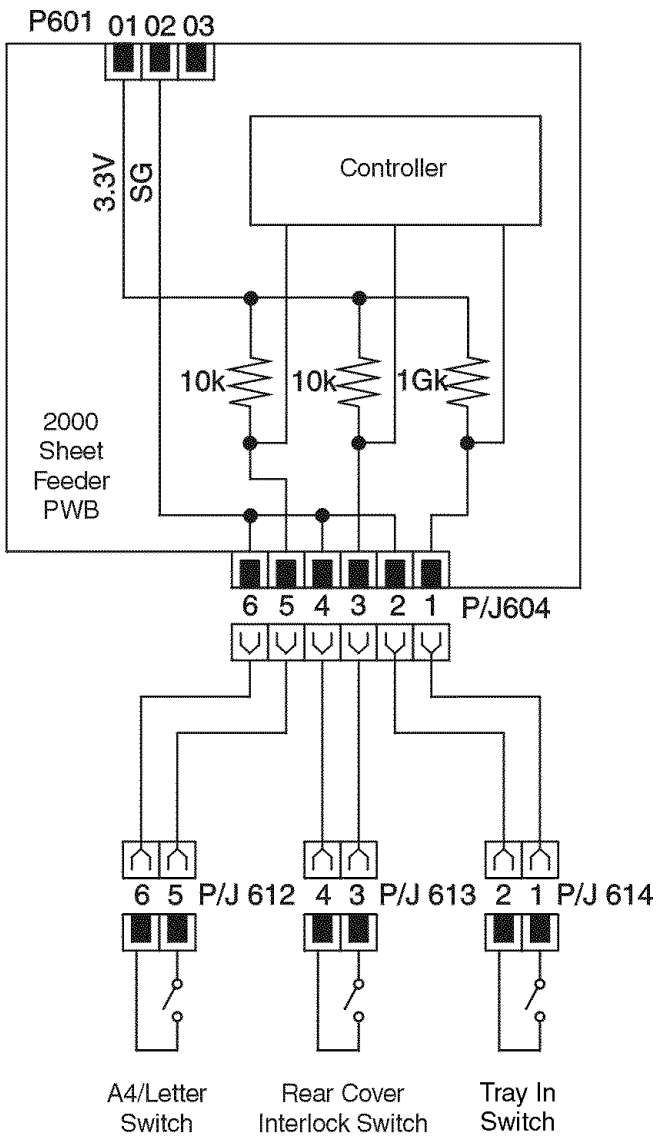 P601 01 02 03
3.3V
SG
Controller
10k 10k 1Gk
2000
Sheet
Feeder
PWB
6 5 4 3 2 1 P/J604
6 5 P/J 612 4 3 P/J 613 2 1 P/J 614
A4/Letter
Switch
Rear Cover
Interlock Switch
Tray In
Switch